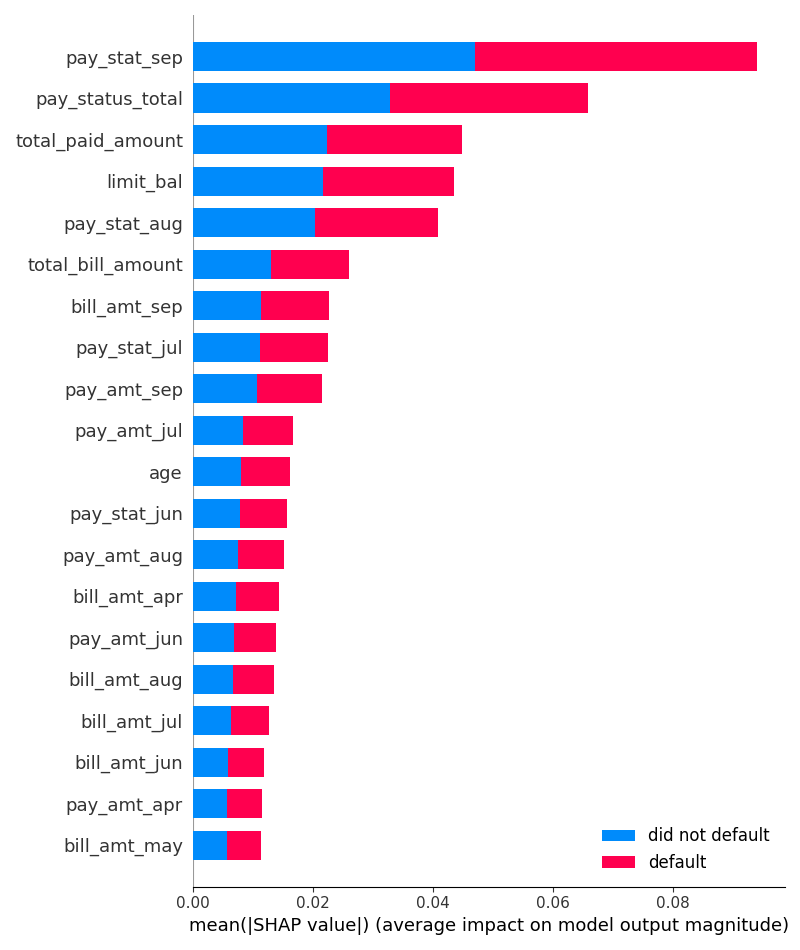 pay_stat_sep
pay_status_total
total_paid_amount
limit_bal
pay_stat_aug
total_bill_amount
bill_amt_sep
pay_stat_jul
pay_amt_sep
pay_amt_jul
age
pay_stat_jun
pay_amt_aug
bill_amt_apr
pay_amt_jun
bill_amt_aug
bill_amt_jul
bill_amt_jun
pay_amt_apr
bill_amt_may
did not default
default
0.00 0.02 0.04 0.06 0.08
mean(|SHAP value|) (average impact on model output magnitude)